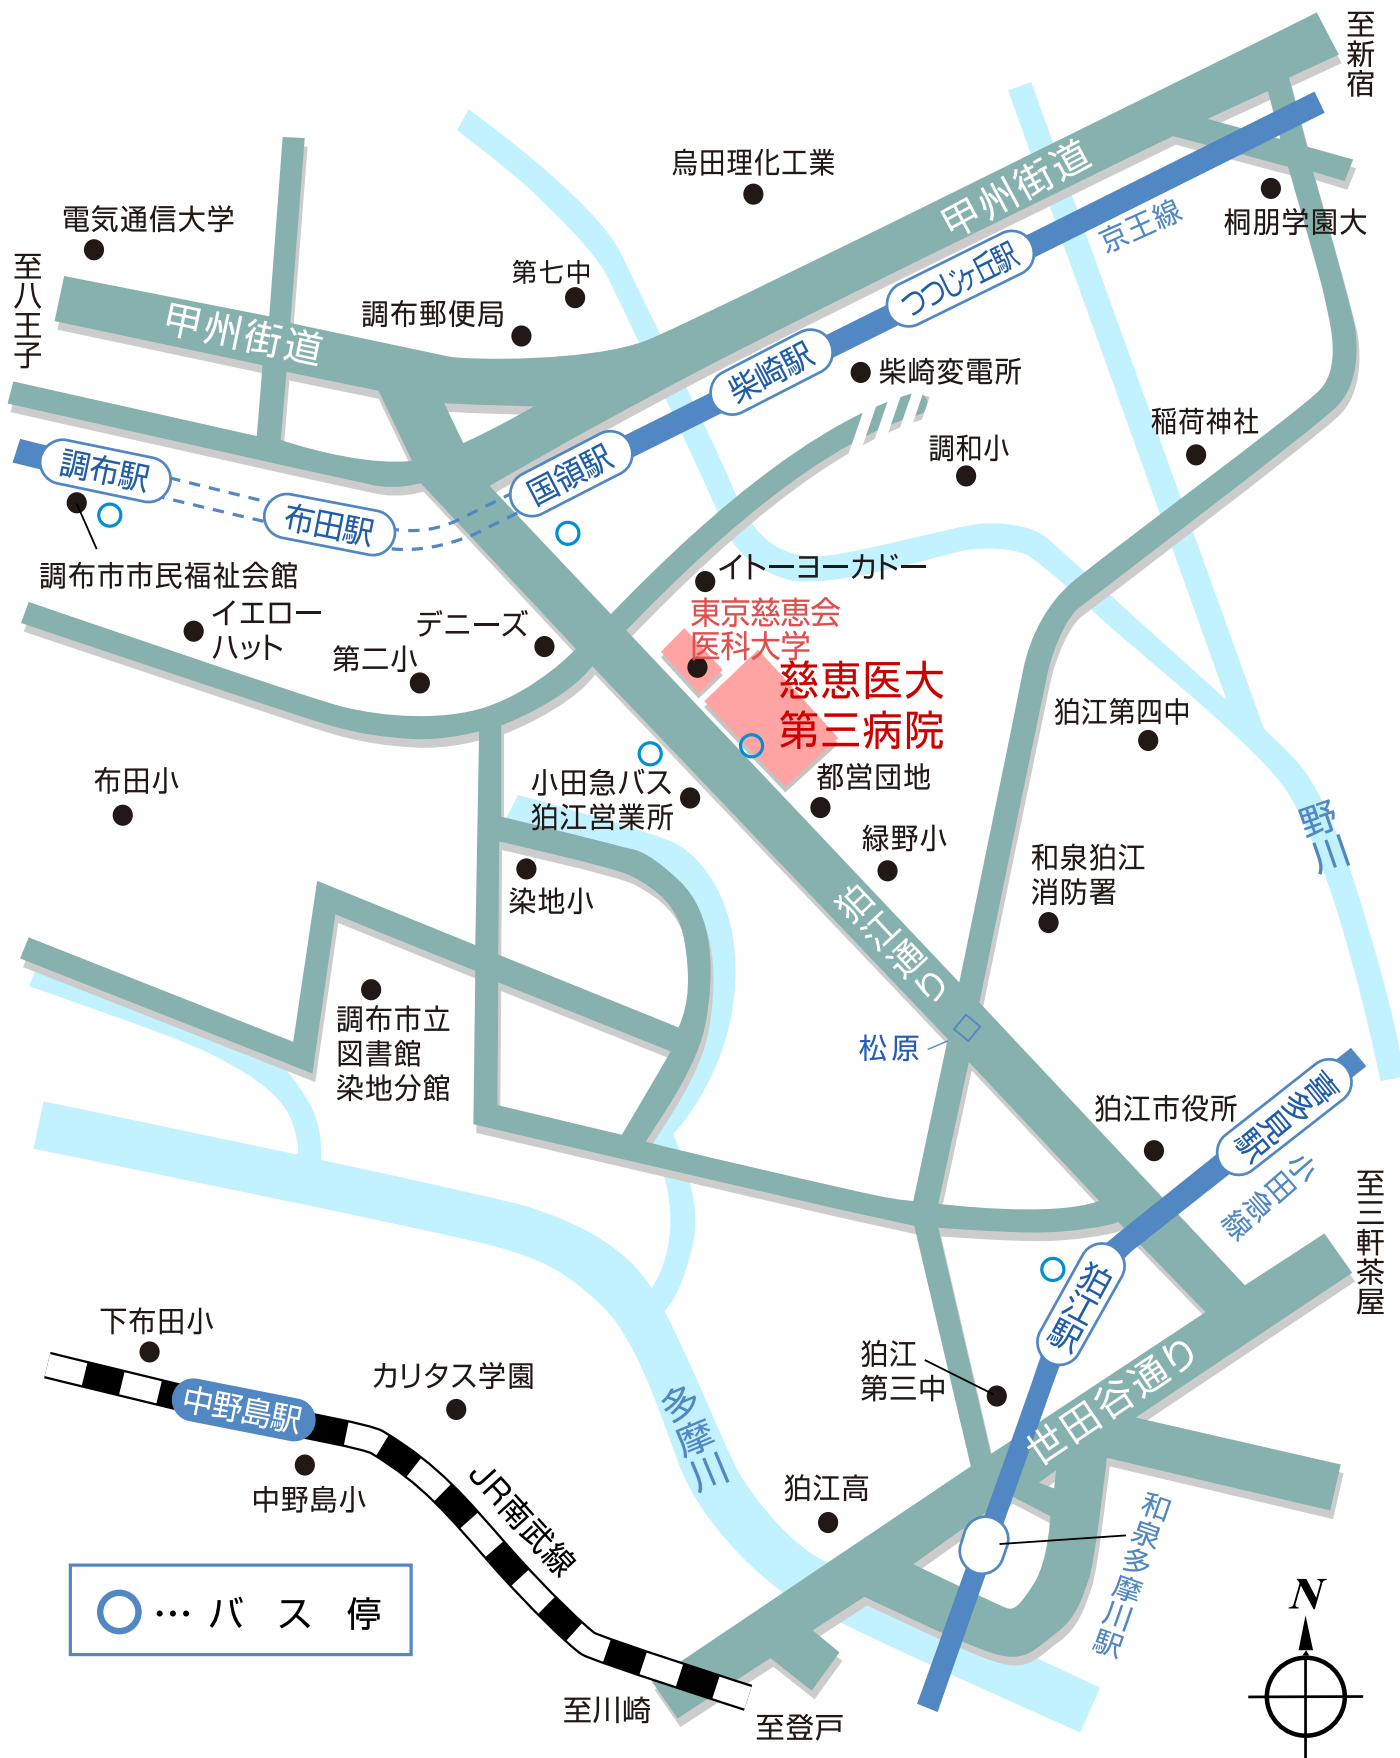 至新宿
甲州街道
京王線
桐朋学園大
烏田理化工業
電気通信大学
至八王子
甲州街道
第七中
調布郵便局
つつじヶ丘駅
柴崎駅
柴崎変電所
国領駅
調和小
稲荷神社
調布駅
布田駅
調布市市民福祉会館
イエロー
ハット
デニーズ
第二小
イトーヨーカドー
東京慈恵会
医科大学
慈恵医大
第三病院
狛江第四中
布田小
小田急バス
狛江営業所
都営団地
緑野小
野川
染地小
和泉狛江
消防署
狛江通り
調布市立
図書館
染地分館
松原
狛江市役所
喜多見駅
小田急線
至三軒茶屋
狛江駅
下布田小
中野島駅
カリタス学園
中野島小
JR南武線
多摩川
狛江
第三中
世田谷通り
狛江高
和泉多摩川駅
…バス停
至川崎
至登戸
N